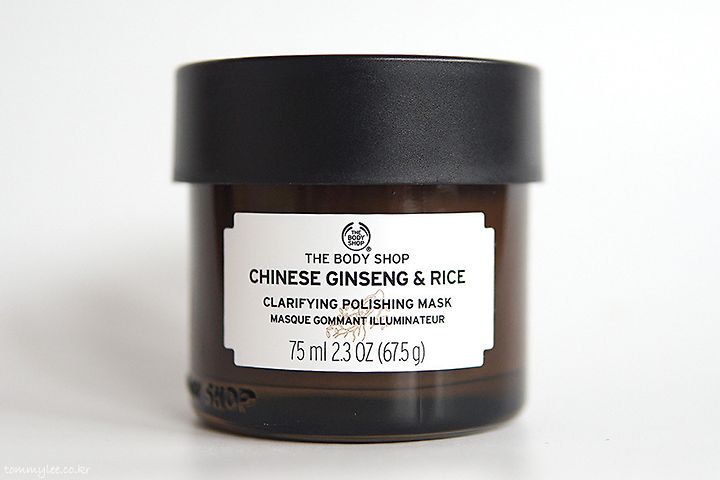 THE
BODY
SHOP
®
THE BODY SHOP
CHINESE GINSENG & RICE
CLARIFYING POLISHING MASK
MASQUE GOMMANT ILLUMINATEUR
75 ml 2.3 OZ (67.5 g)
SHOP
tommylee.co.kr